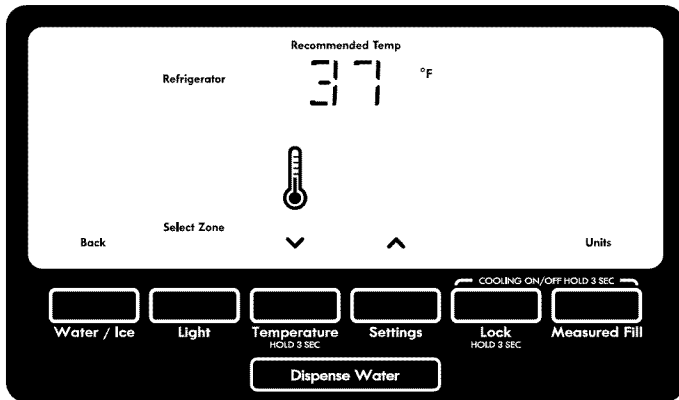 Recommended Temp
Refrigerator 37 °F
Select Zone
Back Units
COOLING ON/OFF HOLD 3 SEC
Water / Ice Light Temperature Settings Lock Measured Fill
HOLD 3 SEC HOLD 3 SEC
Dispense Water